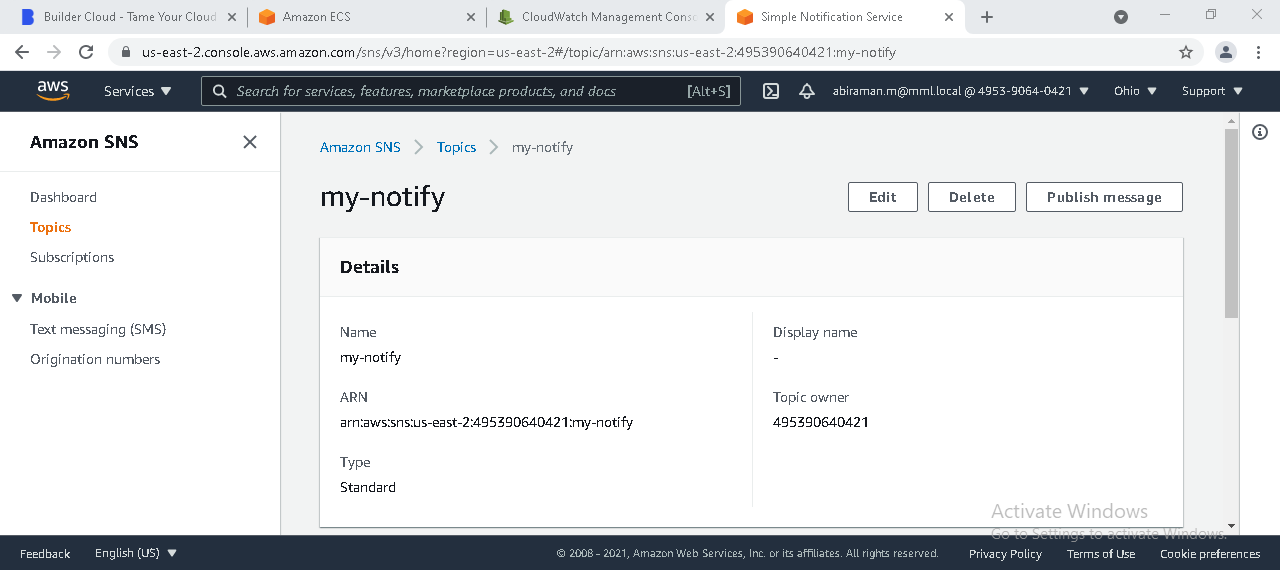 Builder Cloud - Tame Your Cloud
Amazon ECS
CloudWatch Management Conso
Simple Notification Service
us-east-2.console.aws.amazon.com/sns/v3/home?region=us-east-2#/topic/arn:aws:sns:us-east-2:495390640421:my-notify
aws
Services
Search for services, features, marketplace products, and docs
[Alt+S]
abiraman.m@mml.local @ 4953-9064-0421
Ohio
Support
Amazon SNS
Dashboard
Topics
Subscriptions
Mobile
Text messaging (SMS)
Origination numbers
Amazon SNS
Topics
my-notify
my-notify
Edit
Delete
Publish message
Details
Name
my-notify
ARN
arn:aws:sns:us-east-2:495390640421:my-notify
Type
Standard
Display name
-
Topic owner
495390640421
Activate Windows
Go to Settings to activate Windows.
Feedback
English (US)
© 2008 - 2021, Amazon Web Services, Inc. or its affiliates. All rights reserved.
Privacy Policy
Terms of Use
Cookie preferences